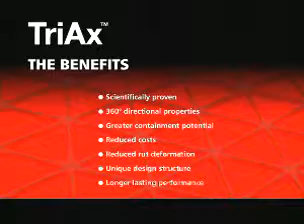 TriAx™
THE BENEFITS
• Scientifically proven
• 360° directional properties
• Greater containment potential
• Reduced costs
• Reduced rut deformation
• Unique design structure
• Longer lasting performance